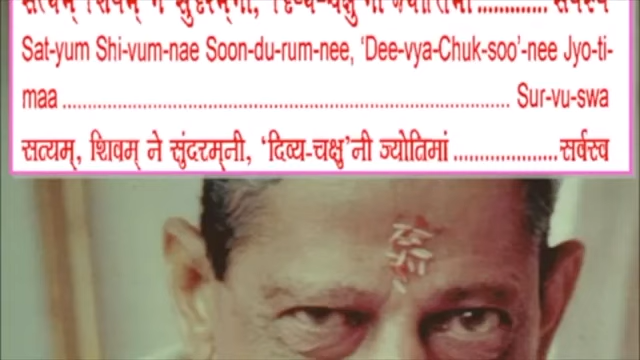 Sat-yum Shi-vum-nae Soon-du-rum-nee, ‘Dee-vya-Chuk-soo’-nee Jyo-ti-
maa ........................................................................................ Sur-vu-swa
सत्यम्, शिवम् ने सुंदरम्‌नी, ‘दिव्य-चक्षु’नी ज्योतिमां....................सर्वस्व